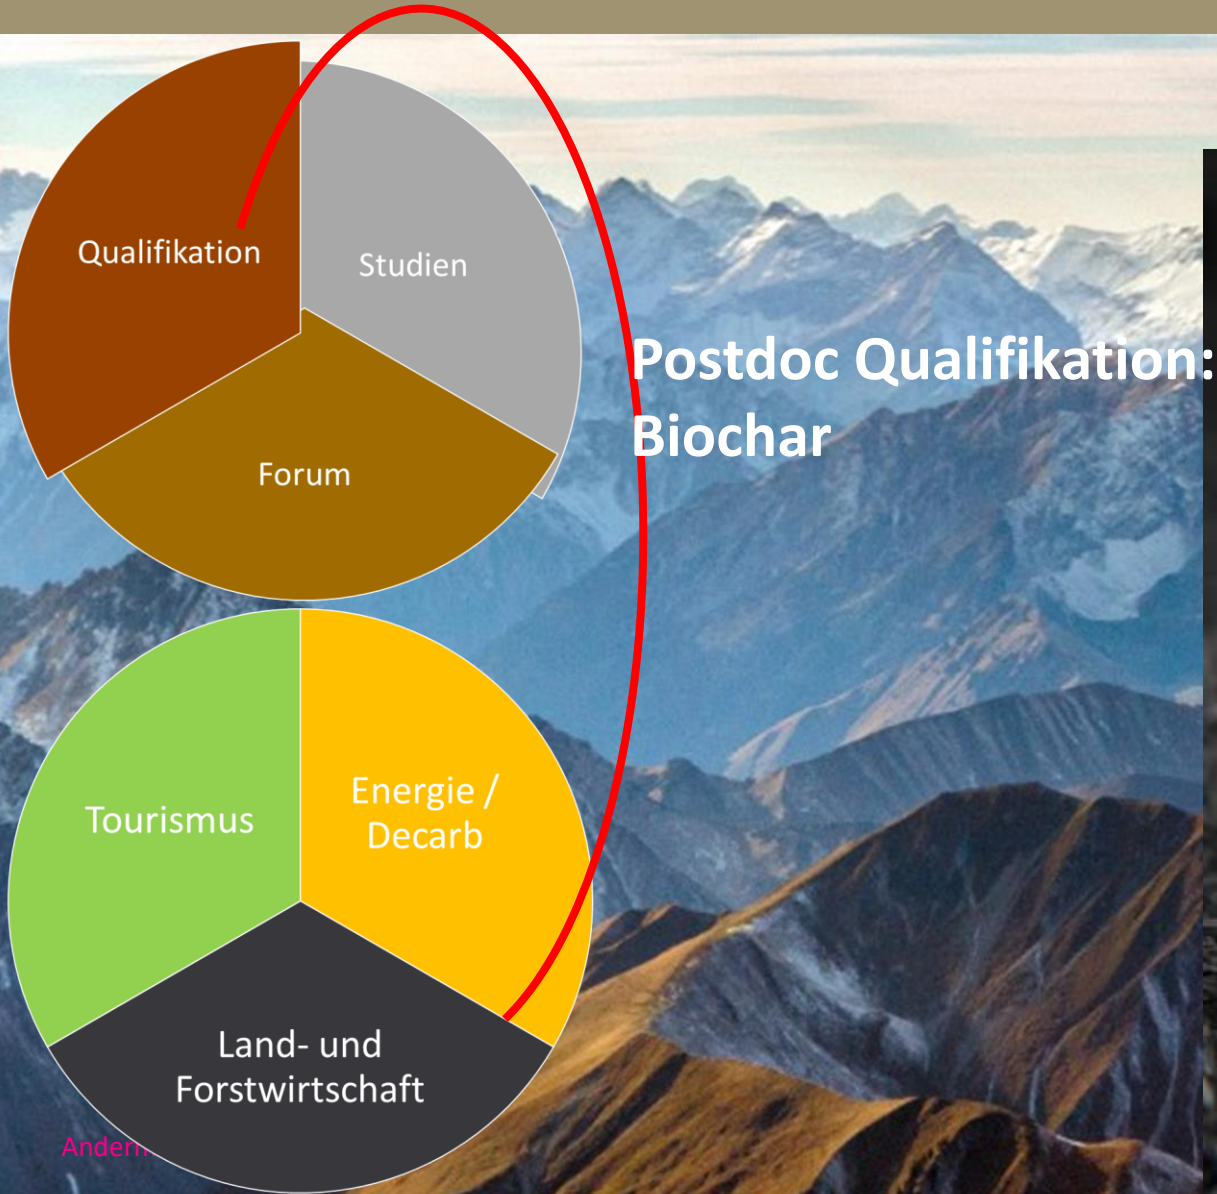 Qualifikation
Studien
Forum
Postdoc Qualifikation:
Biochar
Tourismus
Energie /
Decarb
Land- und
Forstwirtschaft